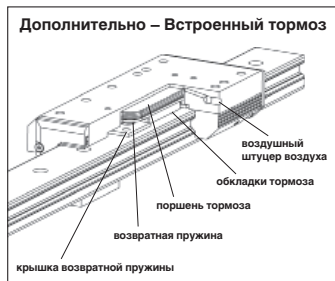 Дополнительно – Встроенный тормоз
воздушный
штуцер воздуха
обкладки тормоза
поршень тормоза
возвратная пружина
крышка возвратной пружины